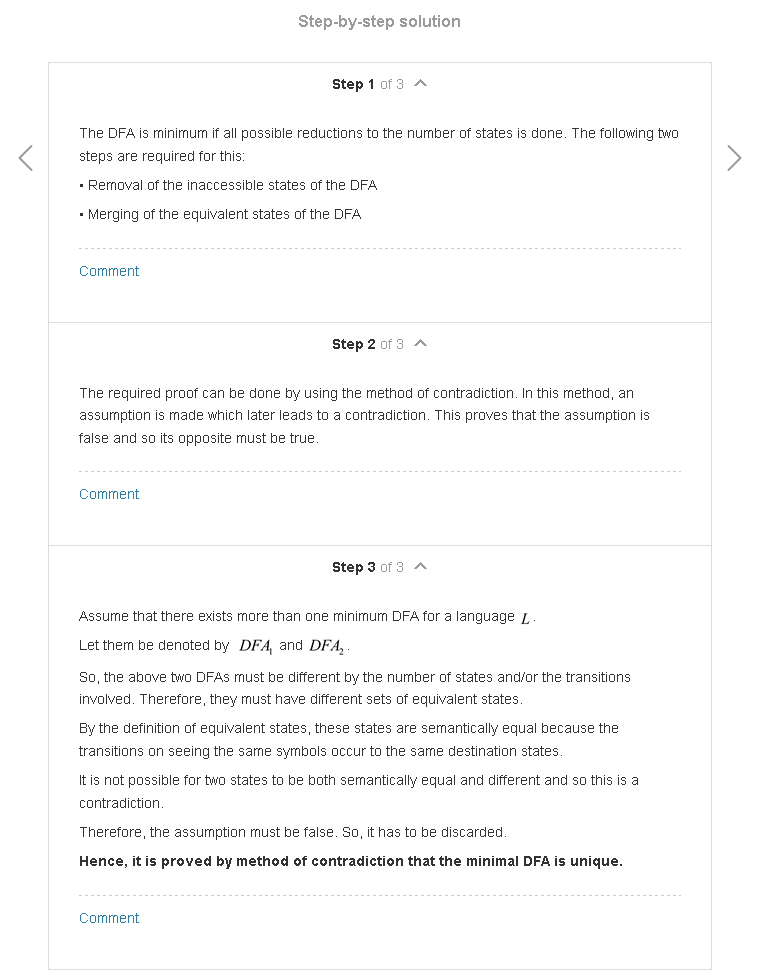 Step-by-step solution
Step 1 of 3
The DFA is minimum if all possible reductions to the number of states is done. The following two
steps are required for this:
▪ Removal of the inaccessible states of the DFA
▪ Merging of the equivalent states of the DFA
Comment
Step 2 of 3
The required proof can be done by using the method of contradiction. In this method, an
assumption is made which later leads to a contradiction. This proves that the assumption is
false and so its opposite must be true.
Comment
Step 3 of 3
Assume that there exists more than one minimum DFA for a language L.
Let them be denoted by DFA₁ and DFA₂.
So, the above two DFAs must be different by the number of states and/or the transitions
involved. Therefore, they must have different sets of equivalent states.
By the definition of equivalent states, these states are semantically equal because the
transitions on seeing the same symbols occur to the same destination states.
It is not possible for two states to be both semantically equal and different and so this is a
contradiction.
Therefore, the assumption must be false. So, it has to be discarded.
Hence, it is proved by method of contradiction that the minimal DFA is unique.
Comment